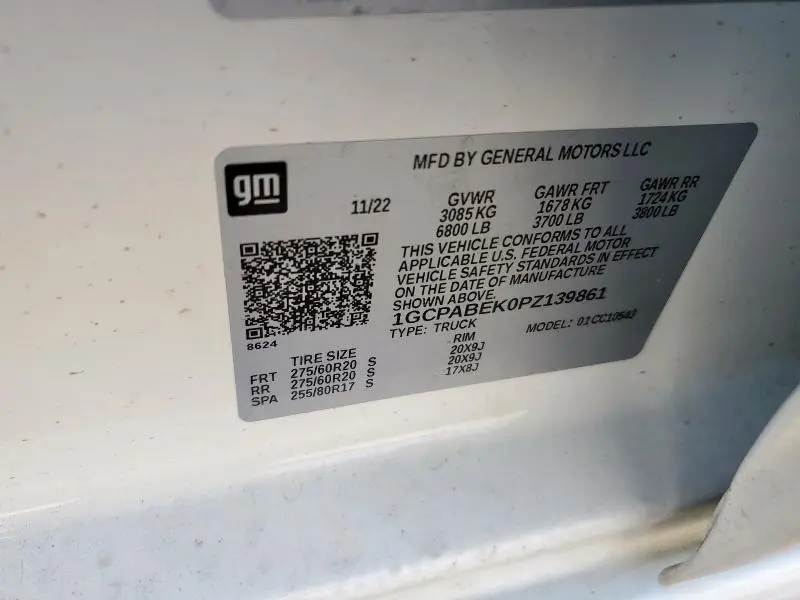 gm
MFD BY GENERAL MOTORS LLC
11/22
GVWR
3085 KG
6800 LB
GAWR FRT
1678 KG
3700 LB
GAWR RR
1724 KG
3800 LB
THIS VEHICLE CONFORMS TO ALL
APPLICABLE U.S. FEDERAL MOTOR
VEHICLE SAFETY STANDARDS IN EFFECT
ON THE DATE OF MANUFACTURE
SHOWN ABOVE.
1GCPABEK0PZ139861
TYPE: TRUCK
MODEL: 01 CC10543
8624
TIRE SIZE
RIM
FRT 275/60R20 S 20X9J
RR 275/60R20 S 20X9J
SPA 255/80R17 S 17X8J